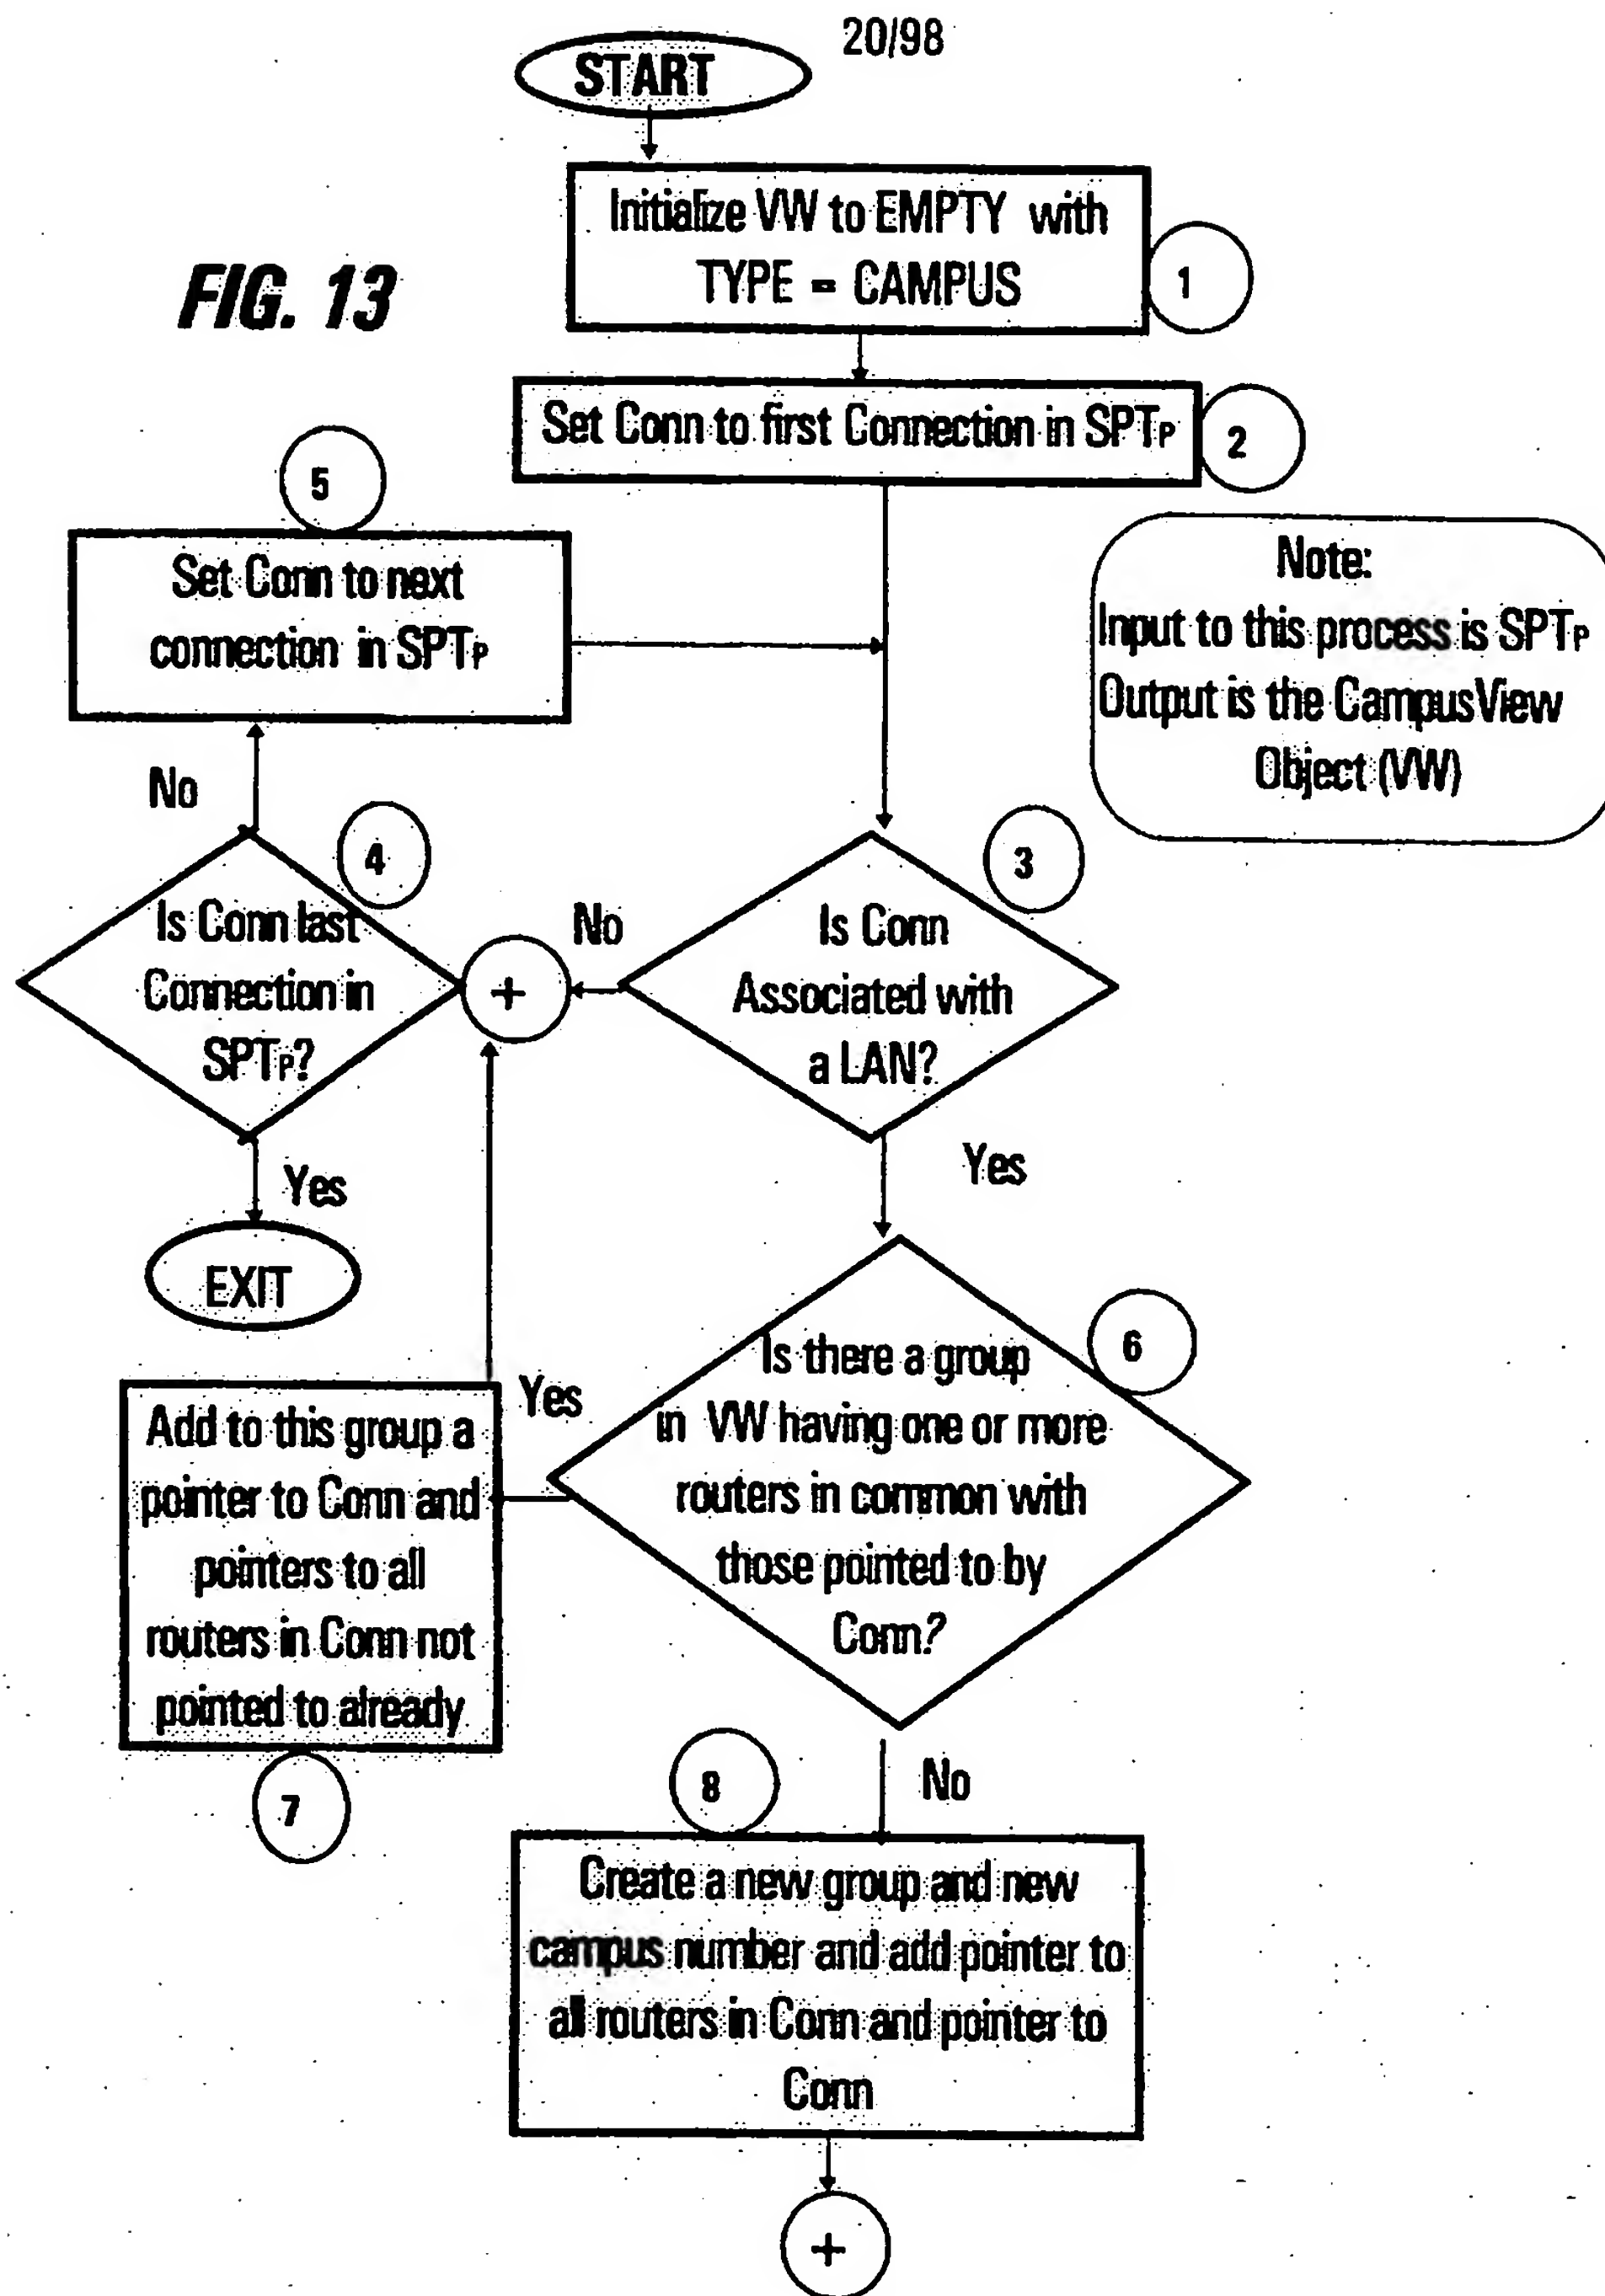 20/98
START
Initialize VW to EMPTY with
TYPE = CAMPUS
1
FIG. 13
Set Conn to first Connection in SPTP
2
5
Set Conn to next
connection in SPTP
Note:
Input to this process is SPTP
Output is the CampusView
Object (VW)
No
4
Is Conn last
Connection in
SPTP?
+
No
3
Is Conn
Associated with
a LAN?
Yes
EXIT
Yes
6
Is there a group
in VW having one or more
routers in common with
those pointed to by
Conn?
Yes
Add to this group a
pointer to Conn and
pointers to all
routers in Conn not
pointed to already
7
No
8
Create a new group and new
campus number and add pointer to
all routers in Conn and pointer to
Conn
+